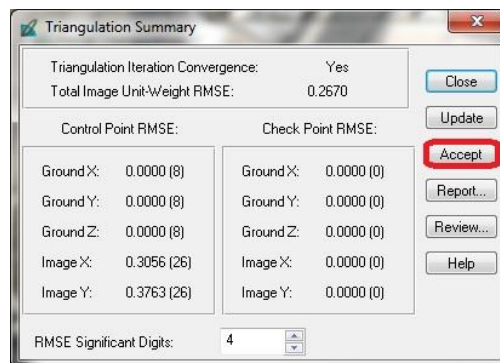 Triangulation Summary
Triangulation Iteration Convergence: Yes
Total Image Unit-Weight RMSE: 0.2670
Close
Update
Accept
Report...
Review...
Help
Control Point RMSE: Check Point RMSE:
Ground X: 0.0000 (8) Ground X: 0.0000 (0)
Ground Y: 0.0000 (8) Ground Y: 0.0000 (0)
Ground Z: 0.0000 (8) Ground Z: 0.0000 (0)
Image X: 0.3056 (26) Image X: 0.0000 (0)
Image Y: 0.3763 (26) Image Y: 0.0000 (0)
RMSE Significant Digits: 4